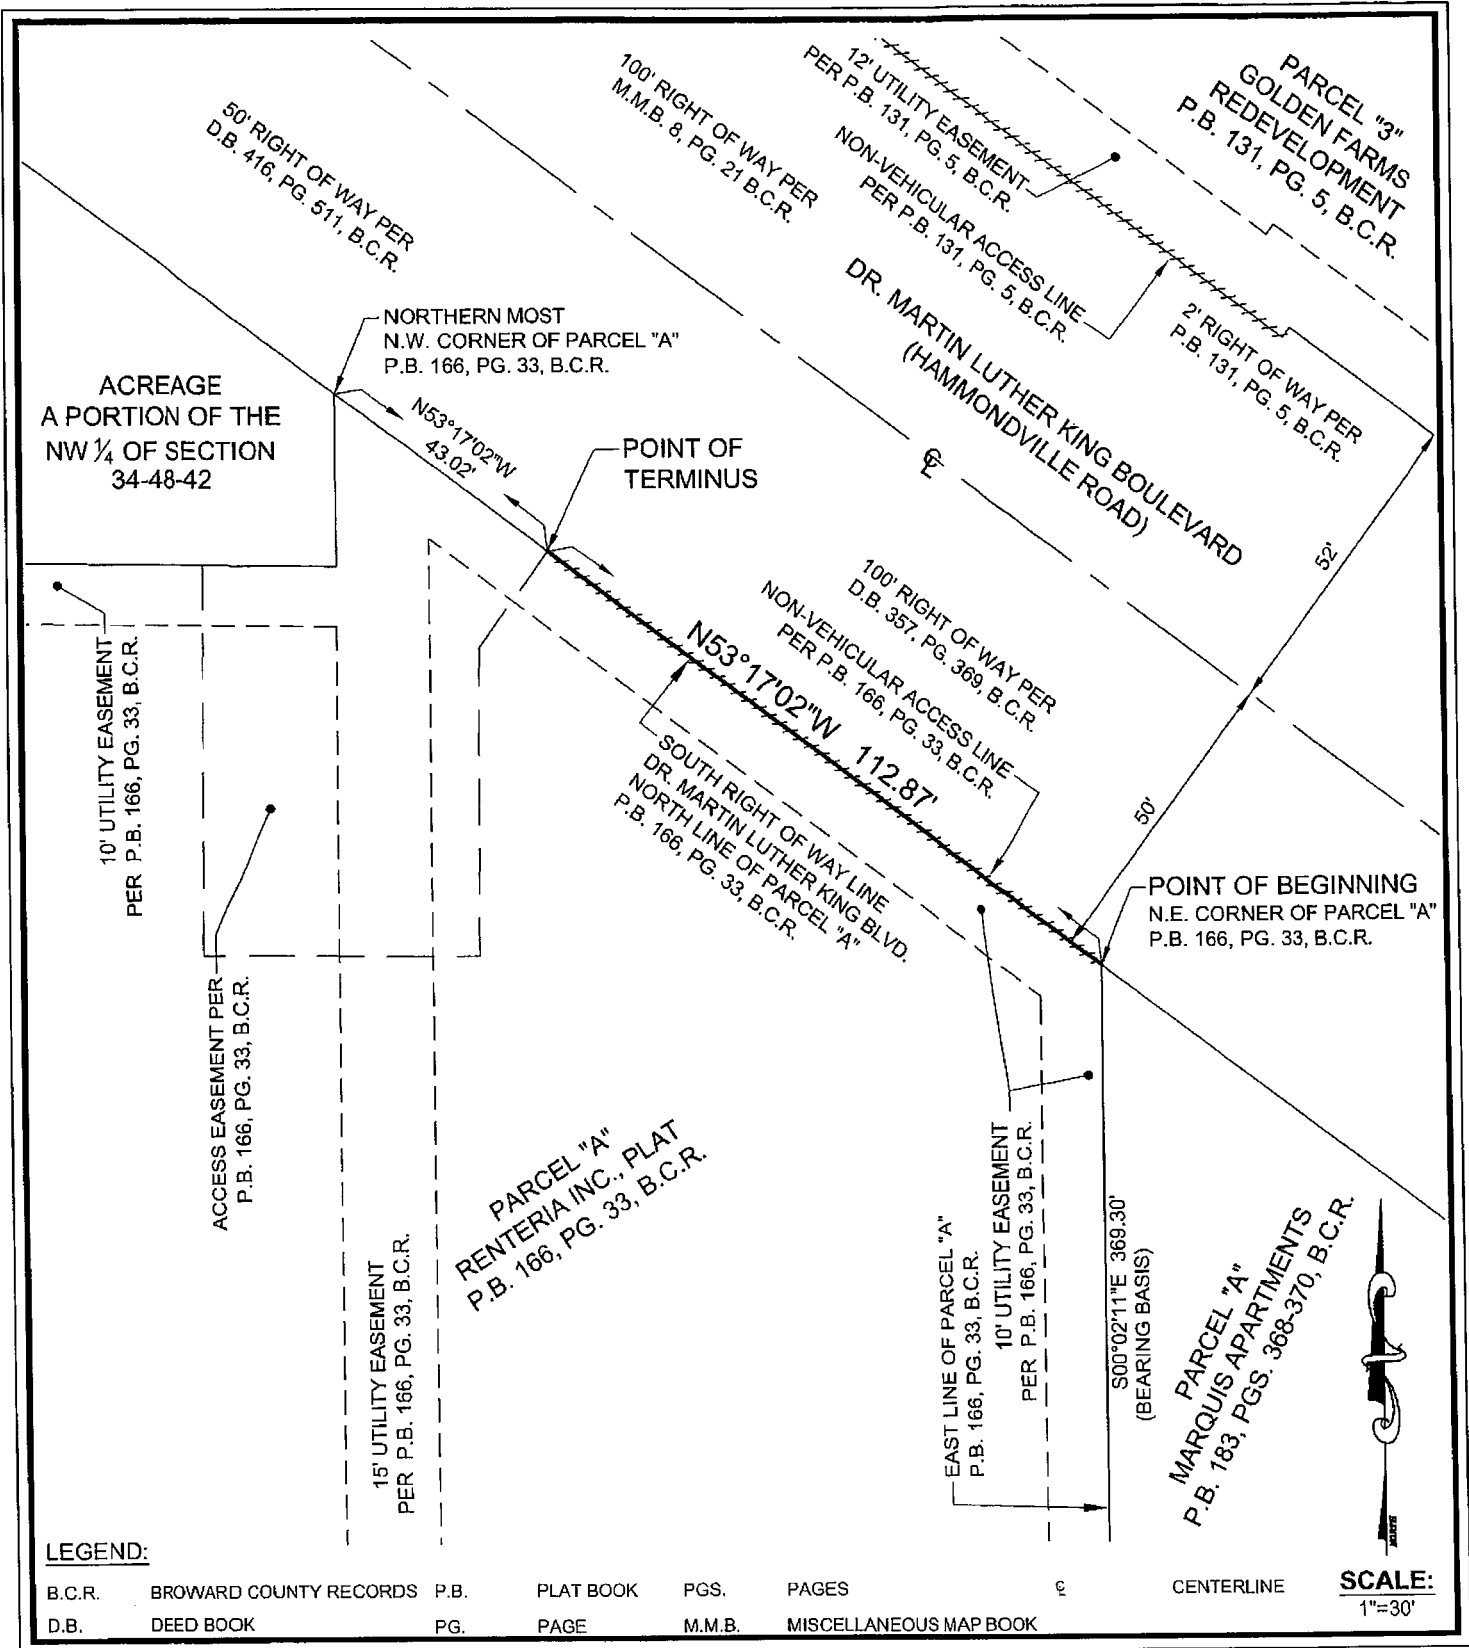 50' RIGHT OF WAY PER
D.B. 416, PG. 511, B.C.R.
100' RIGHT OF WAY PER
M.M.B. 8, PG. 21 B.C.R.
12' UTILITY EASEMENT
PER P.B. 131, PG. 5, B.C.R.
NON-VEHICULAR ACCESS LINE
PER P.B. 131, PG. 5, B.C.R.
PARCEL "3"
GOLDEN FARMS
REDEVELOPMENT
P.B. 131, PG. 5, B.C.R.
2' RIGHT OF WAY PER
P.B. 131, PG. 5, B.C.R.
DR. MARTIN LUTHER KING BOULEVARD
(HAMMONDVILLE ROAD)
NORTHERN MOST
N.W. CORNER OF PARCEL "A"
P.B. 166, PG. 33, B.C.R.
ACREAGE
A PORTION OF THE
NW ¼ OF SECTION
34-48-42
N53°17'02"W
43.02'
POINT OF
TERMINUS
℄
52'
50'
100' RIGHT OF WAY PER
D.B. 357, PG. 369, B.C.R.
NON-VEHICULAR ACCESS LINE
PER P.B. 166, PG. 33, B.C.R.
N53°17'02"W 112.87'
SOUTH RIGHT OF WAY LINE
DR. MARTIN LUTHER KING BLVD.
NORTH LINE OF PARCEL "A"
P.B. 166, PG. 33, B.C.R.
POINT OF BEGINNING
N.E. CORNER OF PARCEL "A"
P.B. 166, PG. 33, B.C.R.
10' UTILITY EASEMENT
PER P.B. 166, PG. 33, B.C.R.
ACCESS EASEMENT PER
P.B. 166, PG. 33, B.C.R.
15' UTILITY EASEMENT
PER P.B. 166, PG. 33, B.C.R.
PARCEL "A"
RENTERIA INC., PLAT
P.B. 166, PG. 33, B.C.R.
EAST LINE OF PARCEL "A"
P.B. 166, PG. 33, B.C.R.
10' UTILITY EASEMENT
PER P.B. 166, PG. 33, B.C.R.
S00°02'11"E 369.30'
(BEARING BASIS)
PARCEL "A"
MARQUIS APARTMENTS
P.B. 183, PGS. 368-370, B.C.R.
NORTH
LEGEND:
B.C.R. BROWARD COUNTY RECORDS P.B. PLAT BOOK PGS. PAGES ℄ CENTERLINE
D.B. DEED BOOK PG. PAGE M.M.B. MISCELLANEOUS MAP BOOK
SCALE:
1"=30'